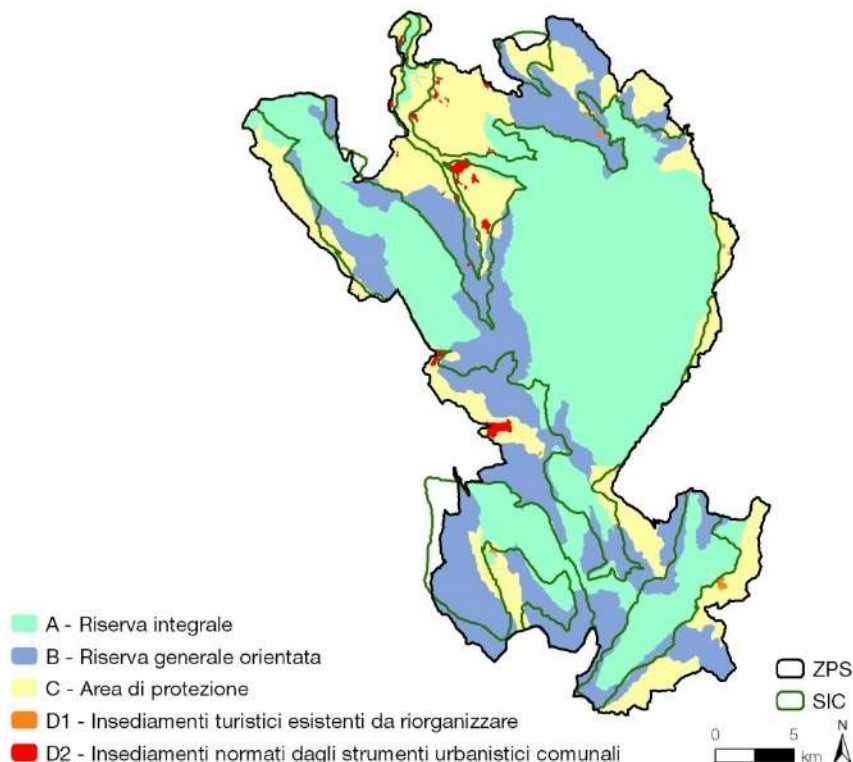 A - Riserva integrale
B - Riserva generale orientata
C - Area di protezione
D1 - Insediamenti turistici esistenti da riorganizzare
D2 - Insediamenti normati dagli strumenti urbanistici comunali
ZPS
SIC
0 5
km
N